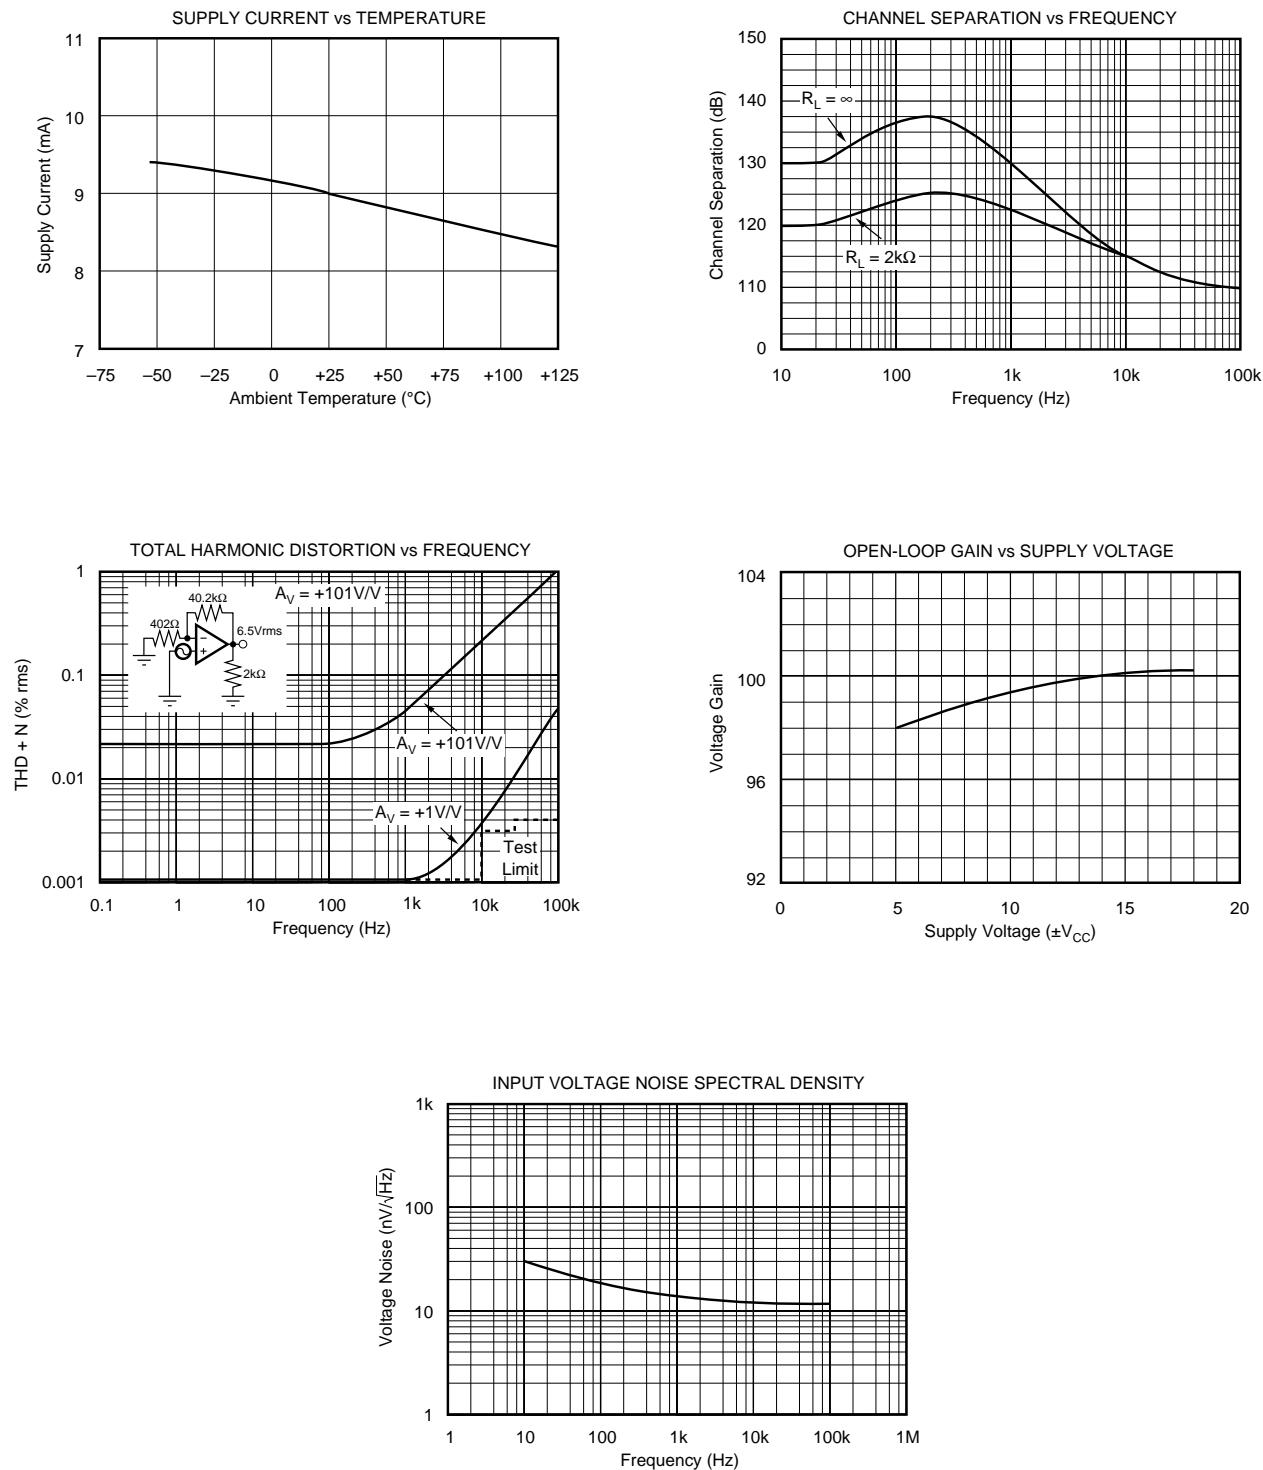 SUPPLY CURRENT vs TEMPERATURE
11
10
9
8
7
Supply Current (mA)
–75 –50 –25 0 +25 +50 +75 +100 +125
Ambient Temperature (°C)
CHANNEL SEPARATION vs FREQUENCY
150
140
130
120
110
0
Channel Separation (dB)
R_L = ∞
R_L = 2kΩ
10 100 1k 10k 100k
Frequency (Hz)
TOTAL HARMONIC DISTORTION vs FREQUENCY
1
0.1
0.01
0.001
THD + N (% rms)
A_V = +101V/V
40.2kΩ
402Ω
6.5Vrms
–
+
2kΩ
A_V = +101V/V
A_V = +1V/V
Test
Limit
0.1 1 10 100 1k 10k 100k
Frequency (Hz)
OPEN-LOOP GAIN vs SUPPLY VOLTAGE
104
100
96
92
Voltage Gain
0 5 10 15 20
Supply Voltage (±V_CC)
INPUT VOLTAGE NOISE SPECTRAL DENSITY
1k
100
10
1
Voltage Noise (nV/√Hz)
1 10 100 1k 10k 100k 1M
Frequency (Hz)